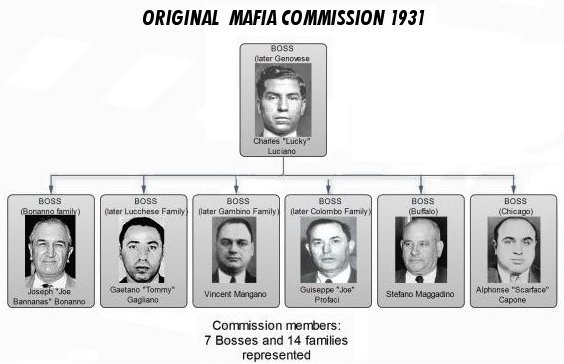 ORIGINAL MAFIA COMMISSION 1931
BOSS
(later Genovese
Charles "Lucky"
Luciano
BOSS
(Bonanno family)
Joseph "Joe
Bannanas" Bonanno
BOSS
(later Lucchese Family)
Gaetano "Tommy"
Gagliano
BOSS
(later Gambino Family)
Vincent Mangano
BOSS
(later Colombo Family)
Guiseppe "Joe"
Profaci
BOSS
(Buffalo)
Stefano Maggadino
BOSS
(Chicago)
Alphonse "Scarface"
Capone
Commission members:
7 Bosses and 14 families
represented